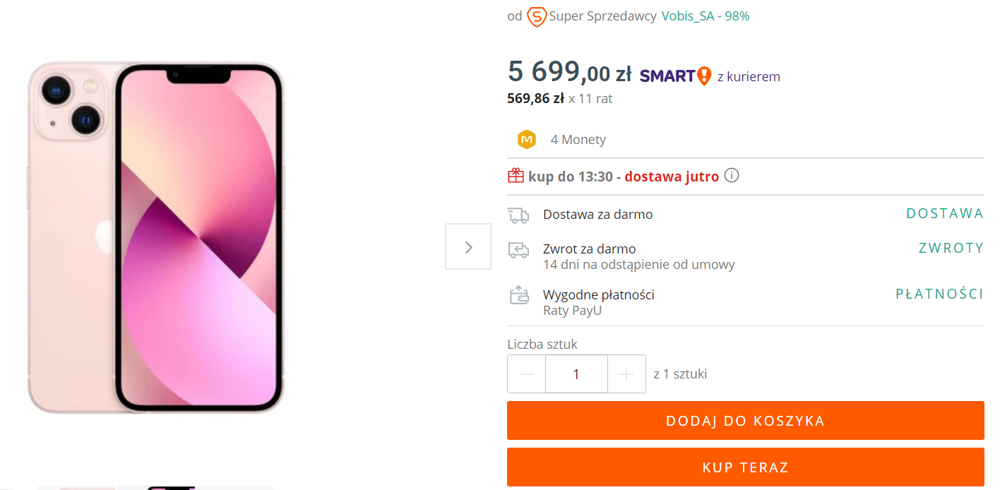 od Super Sprzedawcy Vobis_SA - 98%
5 699,00 zł SMART! z kurierem
569,86 zł x 11 rat
M 4 Monety
kup do 13:30 - dostawa jutro
Dostawa za darmo DOSTAWA
Zwrot za darmo ZWROTY
14 dni na odstąpienie od umowy
Wygodne płatności PŁATNOŚCI
Raty PayU
Liczba sztuk
1 z 1 sztuki
DODAJ DO KOSZYKA
KUP TERAZ